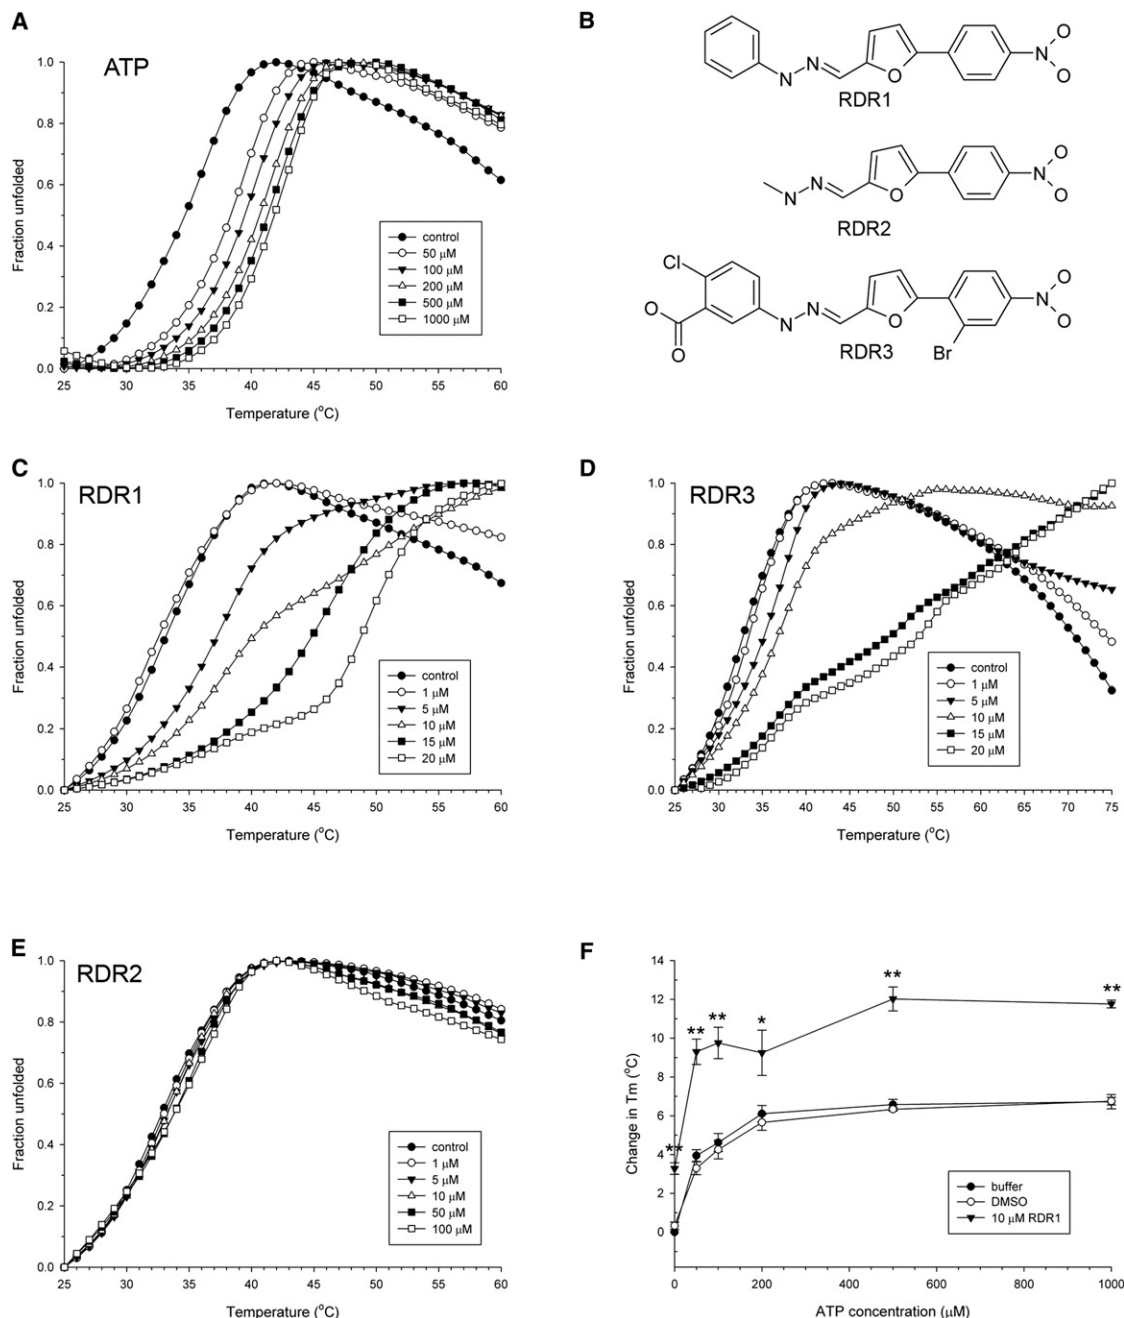 A
ATP
Fraction unfolded
1.0
0.8
0.6
0.4
0.2
0.0
control
50 μM
100 μM
200 μM
500 μM
1000 μM
25 30 35 40 45 50 55 60
Temperature (°C)
B
N N O N O O
RDR1
N N O N O O
RDR2
Cl O O N N O Br N O O
RDR3
C
RDR1
Fraction unfolded
1.0
0.8
0.6
0.4
0.2
0.0
control
1 μM
5 μM
10 μM
15 μM
20 μM
25 30 35 40 45 50 55 60
Temperature (°C)
D
RDR3
Fraction unfolded
1.0
0.8
0.6
0.4
0.2
0.0
control
1 μM
5 μM
10 μM
15 μM
20 μM
25 30 35 40 45 50 55 60 65 70 75
Temperature (°C)
E
RDR2
Fraction unfolded
1.0
0.8
0.6
0.4
0.2
0.0
control
1 μM
5 μM
10 μM
50 μM
100 μM
25 30 35 40 45 50 55 60
Temperature (°C)
F
Change in Tm (°C)
14
12
10
8
6
4
2
0
** ** ** * ** **
buffer
DMSO
10 μM RDR1
0 200 400 600 800 1000
ATP concentration (μM)